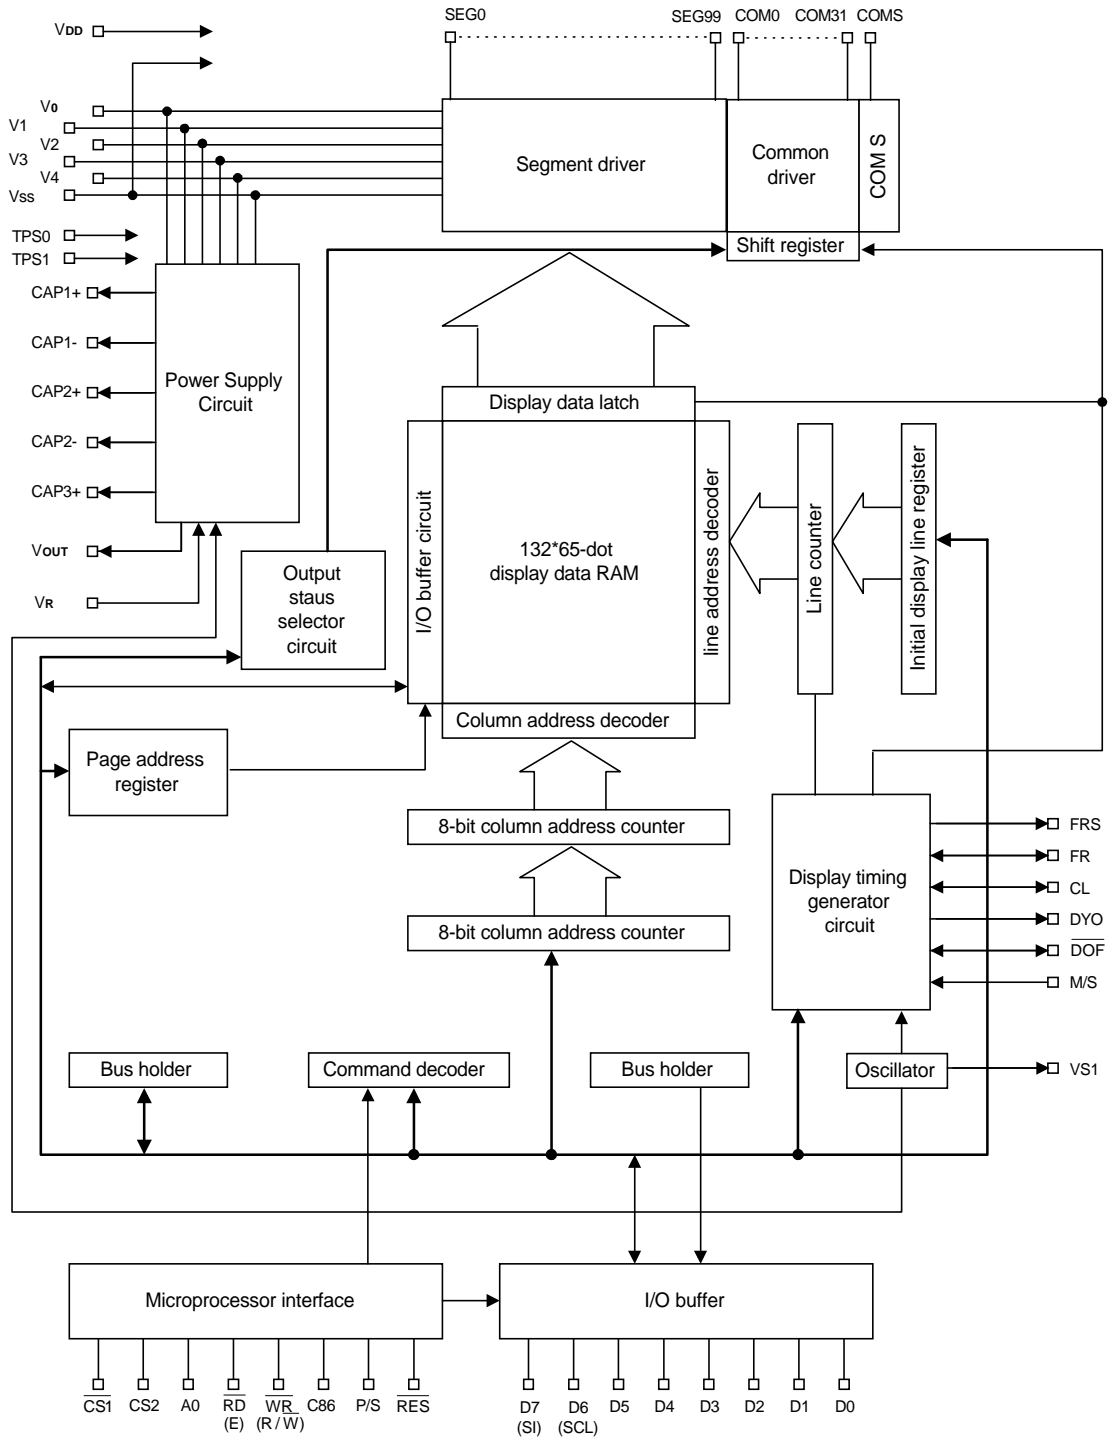 SEG0
SEG99
COM0
COM31
COMS
VDD
V0
V1
V2
V3
V4
Vss
TPS0
TPS1
Segment driver
Common
driver
COM S
Shift register
CAP1+
CAP1-
CAP2+
CAP2-
CAP3+
VOUT
VR
Power Supply
Circuit
Display data latch
I/O buffer circuit
132*65-dot
display data RAM
line address decoder
Line counter
Initial display line register
Output
staus
selector
circuit
Column address decoder
Page address
register
8-bit column address counter
8-bit column address counter
Display timing
generator
circuit
FRS
FR
CL
DYO
DOF
M/S
Bus holder
Command decoder
Bus holder
Oscillator
VS1
Microprocessor interface
I/O buffer
CS1
CS2
A0
RD
(E)
WR
(R / W)
C86
P/S
RES
D7
(SI)
D6
(SCL)
D5
D4
D3
D2
D1
D0